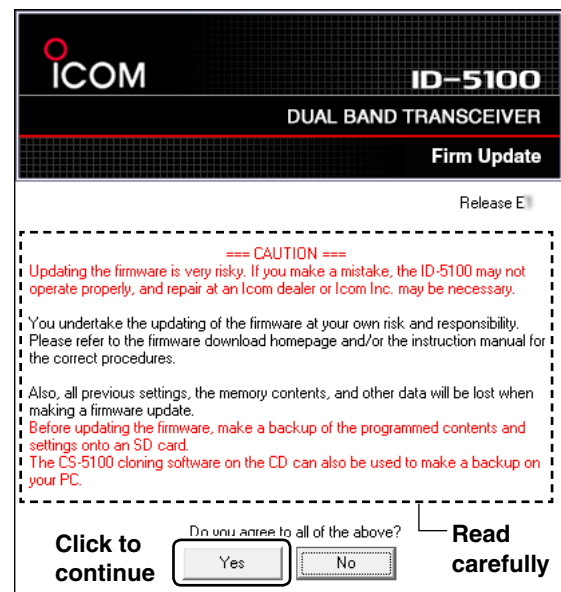 ICOM
ID-5100
DUAL BAND TRANSCEIVER
Firm Update
Release
=== CAUTION ===
Updating the firmware is very risky. If you make a mistake, the ID-5100 may not
operate properly, and repair at an Icom dealer or Icom Inc. may be necessary.
You undertake the updating of the firmware at your own risk and responsibility.
Please refer to the firmware download homepage and/or the instruction manual for
the correct procedures.
Also, all previous settings, the memory contents, and other data will be lost when
making a firmware update.
Before updating the firmware, make a backup of the programmed contents and
settings onto an SD card.
The CS-5100 cloning software on the CD can also be used to make a backup on
your PC.
Do you agree to all of the above?
Click to
continue
Yes
No
Read
carefully